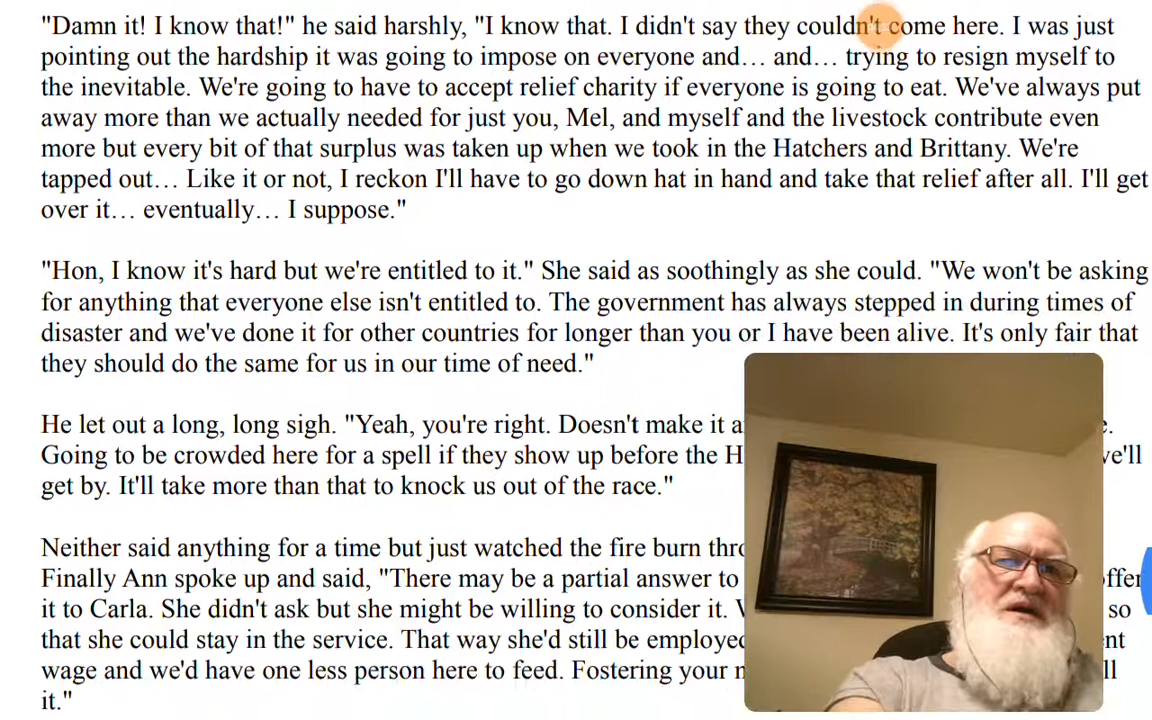 "Damn it! I know that!" he said harshly, "I know that. I didn't say they couldn't come here. I was just
pointing out the hardship it was going to impose on everyone and… and… trying to resign myself to
the inevitable. We're going to have to accept relief charity if everyone is going to eat. We've always put
away more than we actually needed for just you, Mel, and myself and the livestock contribute even
more but every bit of that surplus was taken up when we took in the Hatchers and Brittany. We're
tapped out… Like it or not, I reckon I'll have to go down hat in hand and take that relief after all. I'll get
over it… eventually… I suppose."
"Hon, I know it's hard but we're entitled to it." She said as soothingly as she could. "We won't be asking
for anything that everyone else isn't entitled to. The government has always stepped in during times of
disaster and we've done it for other countries for longer than you or I have been alive. It's only fair that
they should do the same for us in our time of need."
He let out a long, long sigh. "Yeah, you're right. Doesn't make it
Going to be crowded here for a spell if they show up before the
get by. It'll take more than that to knock us out of the race."
Neither said anything for a time but just watched the fire burn
Finally Ann spoke up and said, "There may be a partial answer to
it to Carla. She didn't ask but she might be willing to consider it. so
that she could stay in the service. That way she'd still be employed
wage and we'd have one less person here to feed. Fostering your
it."